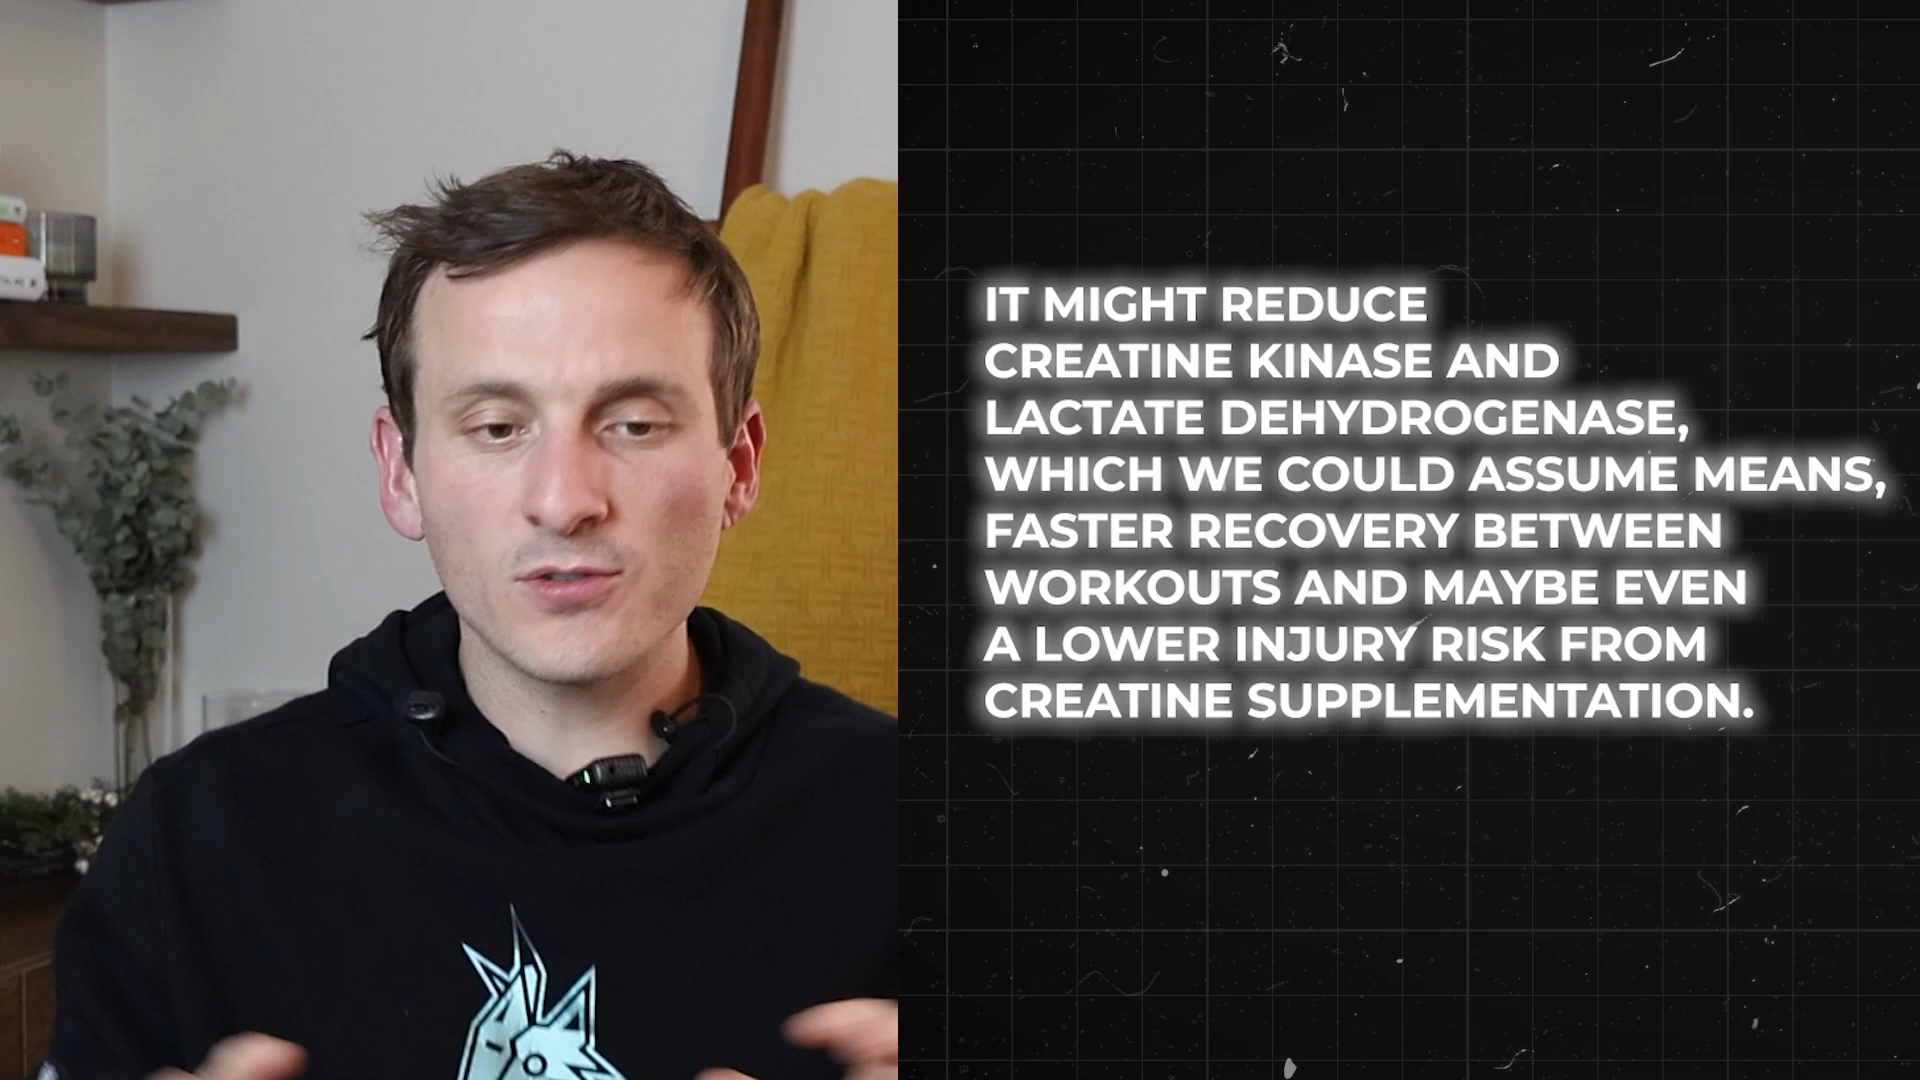 IT MIGHT REDUCE
CREATINE KINASE AND
LACTATE DEHYDROGENASE,
WHICH WE COULD ASSUME MEANS,
FASTER RECOVERY BETWEEN
WORKOUTS AND MAYBE EVEN
A LOWER INJURY RISK FROM
CREATINE SUPPLEMENTATION.